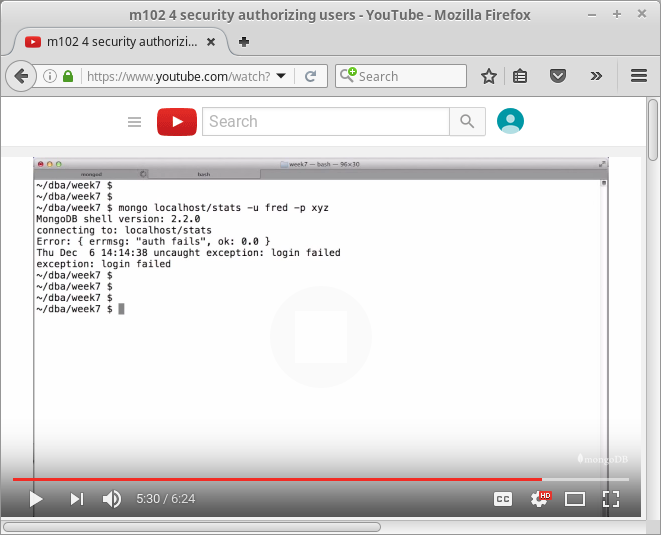 m102 4 security authorizing users - YouTube - Mozilla Firefox
m102 4 security authorizi...
https://www.youtube.com/watch?
Search
Search
week7 — bash — 96×30
mongod
bash
~/dba/week7 $
~/dba/week7 $
~/dba/week7 $ mongo localhost/stats -u fred -p xyz
MongoDB shell version: 2.2.0
connecting to: localhost/stats
Error: { errmsg: "auth fails", ok: 0.0 }
Thu Dec  6 14:14:38 uncaught exception: login failed
exception: login failed
~/dba/week7 $
~/dba/week7 $
~/dba/week7 $
~/dba/week7 $
mongoDB
5:30 / 6:24
CC
HD